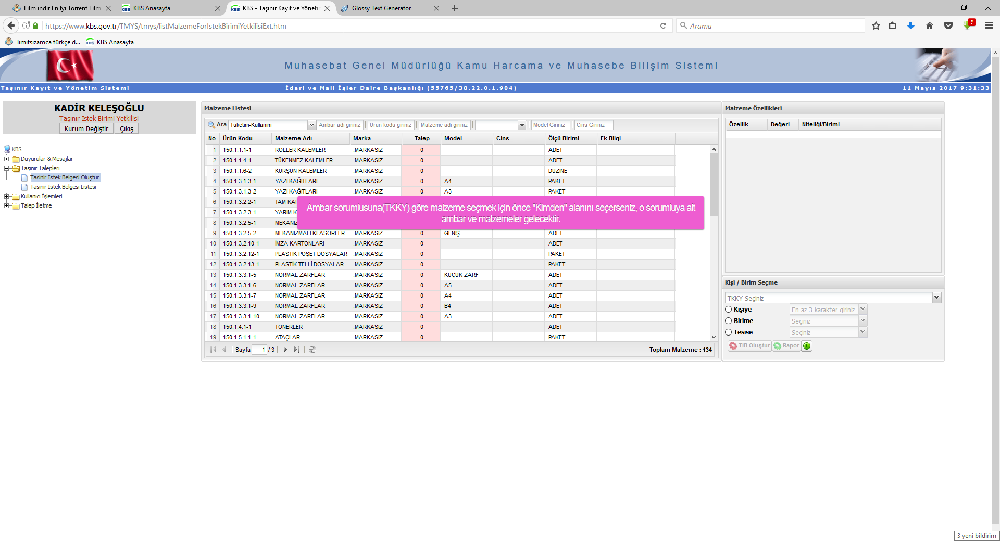 Film indir En İyi Torrent Film
KBS Anasayfa
KBS - Taşınır Kayıt ve Yönetin
Glossy Text Generator
https://www.kbs.gov.tr/TMYS/tmys/listMalzemeForIstekBirimiYetkilisiExt.htm
Arama
limitsizamca türkçe d...
KBS Anasayfa
Muhasebat Genel Müdürlüğü Kamu Harcama ve Muhasebe Bilişim Sistemi
Taşınır Kayıt ve Yönetim Sistemi
İdari ve Mali İşler Daire Başkanlığı (55765/38.22.0.1.904)
11 Mayıs 2017 9:31:33
KADİR KELEŞOĞLU
Taşınır İstek Birimi Yetkilisi
Kurum Değiştir Çıkış
KBS
Duyurular & Mesajlar
Taşınır Talepleri
Tasinir Istek Belgesi Oluştur
Tasinir Istek Belgesi Listesi
Kullanıcı İşlemleri
Talep İletme
Malzeme Listesi
Ara Tüketim-Kullanım Ambar adı giriniz. Ürün kodu giriniz Malzeme adı giriniz Model Giriniz Cins Giriniz
No Ürün Kodu Malzeme Adı Marka Talep Model Cins Ölçü Birimi Ek Bilgi
1 150.1.1.1-1 ROLLER KALEMLER .MARKASIZ 0 ADET
2 150.1.1.4-1 TÜKENMEZ KALEMLER .MARKASIZ 0 ADET
3 150.1.1.6-2 KURŞUN KALEMLER .MARKASIZ 0 DÜZİNE
4 150.1.3.1.3-1 YAZI KAĞITLARI .MARKASIZ 0 A4 PAKET
5 150.1.3.1.3-2 YAZI KAĞITLARI .MARKASIZ 0 A3 PAKET
6 150.1.3.2.2-1 TAM KAR
7 150.1.3.2.3-1 YARIM K
8 150.1.3.2.5-1 MEKANİZ
Ambar sorumlusuna(TKKY) göre malzeme seçmek için önce "Kimden" alanını seçerseniz, o sorumluya ait
ambar ve malzemeler gelecektir.
9 150.1.3.2.5-2 MEKANİZMALI KLASÖRLER .MARKASIZ 0 GENİŞ ADET
10 150.1.3.2.10-1 İMZA KARTONLARI .MARKASIZ 0 ADET
11 150.1.3.2.12-1 PLASTİK POŞET DOSYALAR .MARKASIZ 0 PAKET
12 150.1.3.2.13-1 PLASTİK TELLİ DOSYALAR .MARKASIZ 0 PAKET
13 150.1.3.3.1-5 NORMAL ZARFLAR .MARKASIZ 0 KÜÇÜK ZARF ADET
14 150.1.3.3.1-6 NORMAL ZARFLAR .MARKASIZ 0 A5 ADET
15 150.1.3.3.1-7 NORMAL ZARFLAR .MARKASIZ 0 A4 ADET
16 150.1.3.3.1-9 NORMAL ZARFLAR .MARKASIZ 0 B4 ADET
17 150.1.3.3.1-10 NORMAL ZARFLAR .MARKASIZ 0 A3 ADET
18 150.1.4.1-1 TONERLER .MARKASIZ 0 ADET
19 150.1.5.1.1-1 ATAÇLAR .MARKASIZ 0 PAKET
Sayfa 1 / 3
Toplam Malzeme : 134
Malzeme Özellikleri
Özellik Değeri Niteliği/Birimi
Kişi / Birim Seçme
TKKY Seçiniz
Kişiye En az 3 karakter giriniz
Birime Seçiniz
Tesise Seçiniz
TIB Oluştur Rapor
3 yeni bildirim